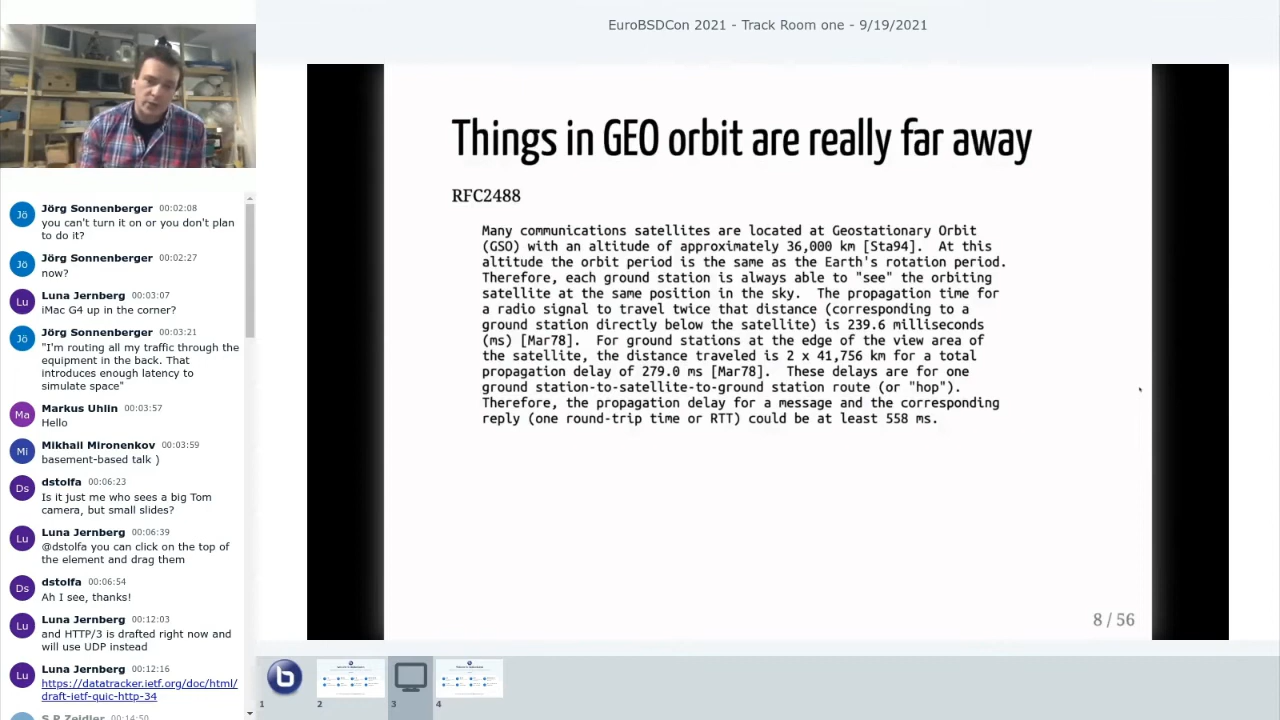 EuroBSDCon 2021 - Track Room one - 9/19/2021
Things in GEO orbit are really far away
RFC2488
Many communications satellites are located at Geostationary Orbit
(GSO) with an altitude of approximately 36,000 km [Sta94].  At this
altitude the orbit period is the same as the Earth's rotation period.
Therefore, each ground station is always able to "see" the orbiting
satellite at the same position in the sky.  The propagation time for
a radio signal to travel twice that distance (corresponding to a
ground station directly below the satellite) is 239.6 milliseconds
(ms) [Mar78].  For ground stations at the edge of the view area of
the satellite, the distance traveled is 2 x 41,756 km for a total
propagation delay of 279.0 ms [Mar78].  These delays are for one
ground station-to-satellite-to-ground station route (or "hop").
Therefore, the propagation delay for a message and the corresponding
reply (one round-trip time or RTT) could be at least 558 ms.
8 / 56
Jö
Jörg Sonnenberger 00:02:08
you can't turn it on or you don't plan
to do it?
Jö
Jörg Sonnenberger 00:02:27
now?
Lu
Luna Jernberg 00:03:07
iMac G4 up in the corner?
Jö
Jörg Sonnenberger 00:03:21
"I'm routing all my traffic through the
equipment in the back. That
introduces enough latency to
simulate space"
Ma
Markus Uhlin 00:03:57
Hello
Mi
Mikhail Mironenkov 00:03:59
basement-based talk )
Ds
dstolfa 00:06:23
Is it just me who sees a big Tom
camera, but small slides?
Lu
Luna Jernberg 00:06:39
@dstolfa you can click on the top of
the element and drag them
Ds
dstolfa 00:06:54
Ah I see, thanks!
Lu
Luna Jernberg 00:12:03
and HTTP/3 is drafted right now and
will use UDP instead
Lu
Luna Jernberg 00:12:16
https://datatracker.ietf.org/doc/html/
draft-ietf-quic-http-34
S P Zeidler 00:14:50
b
1
2
3
4